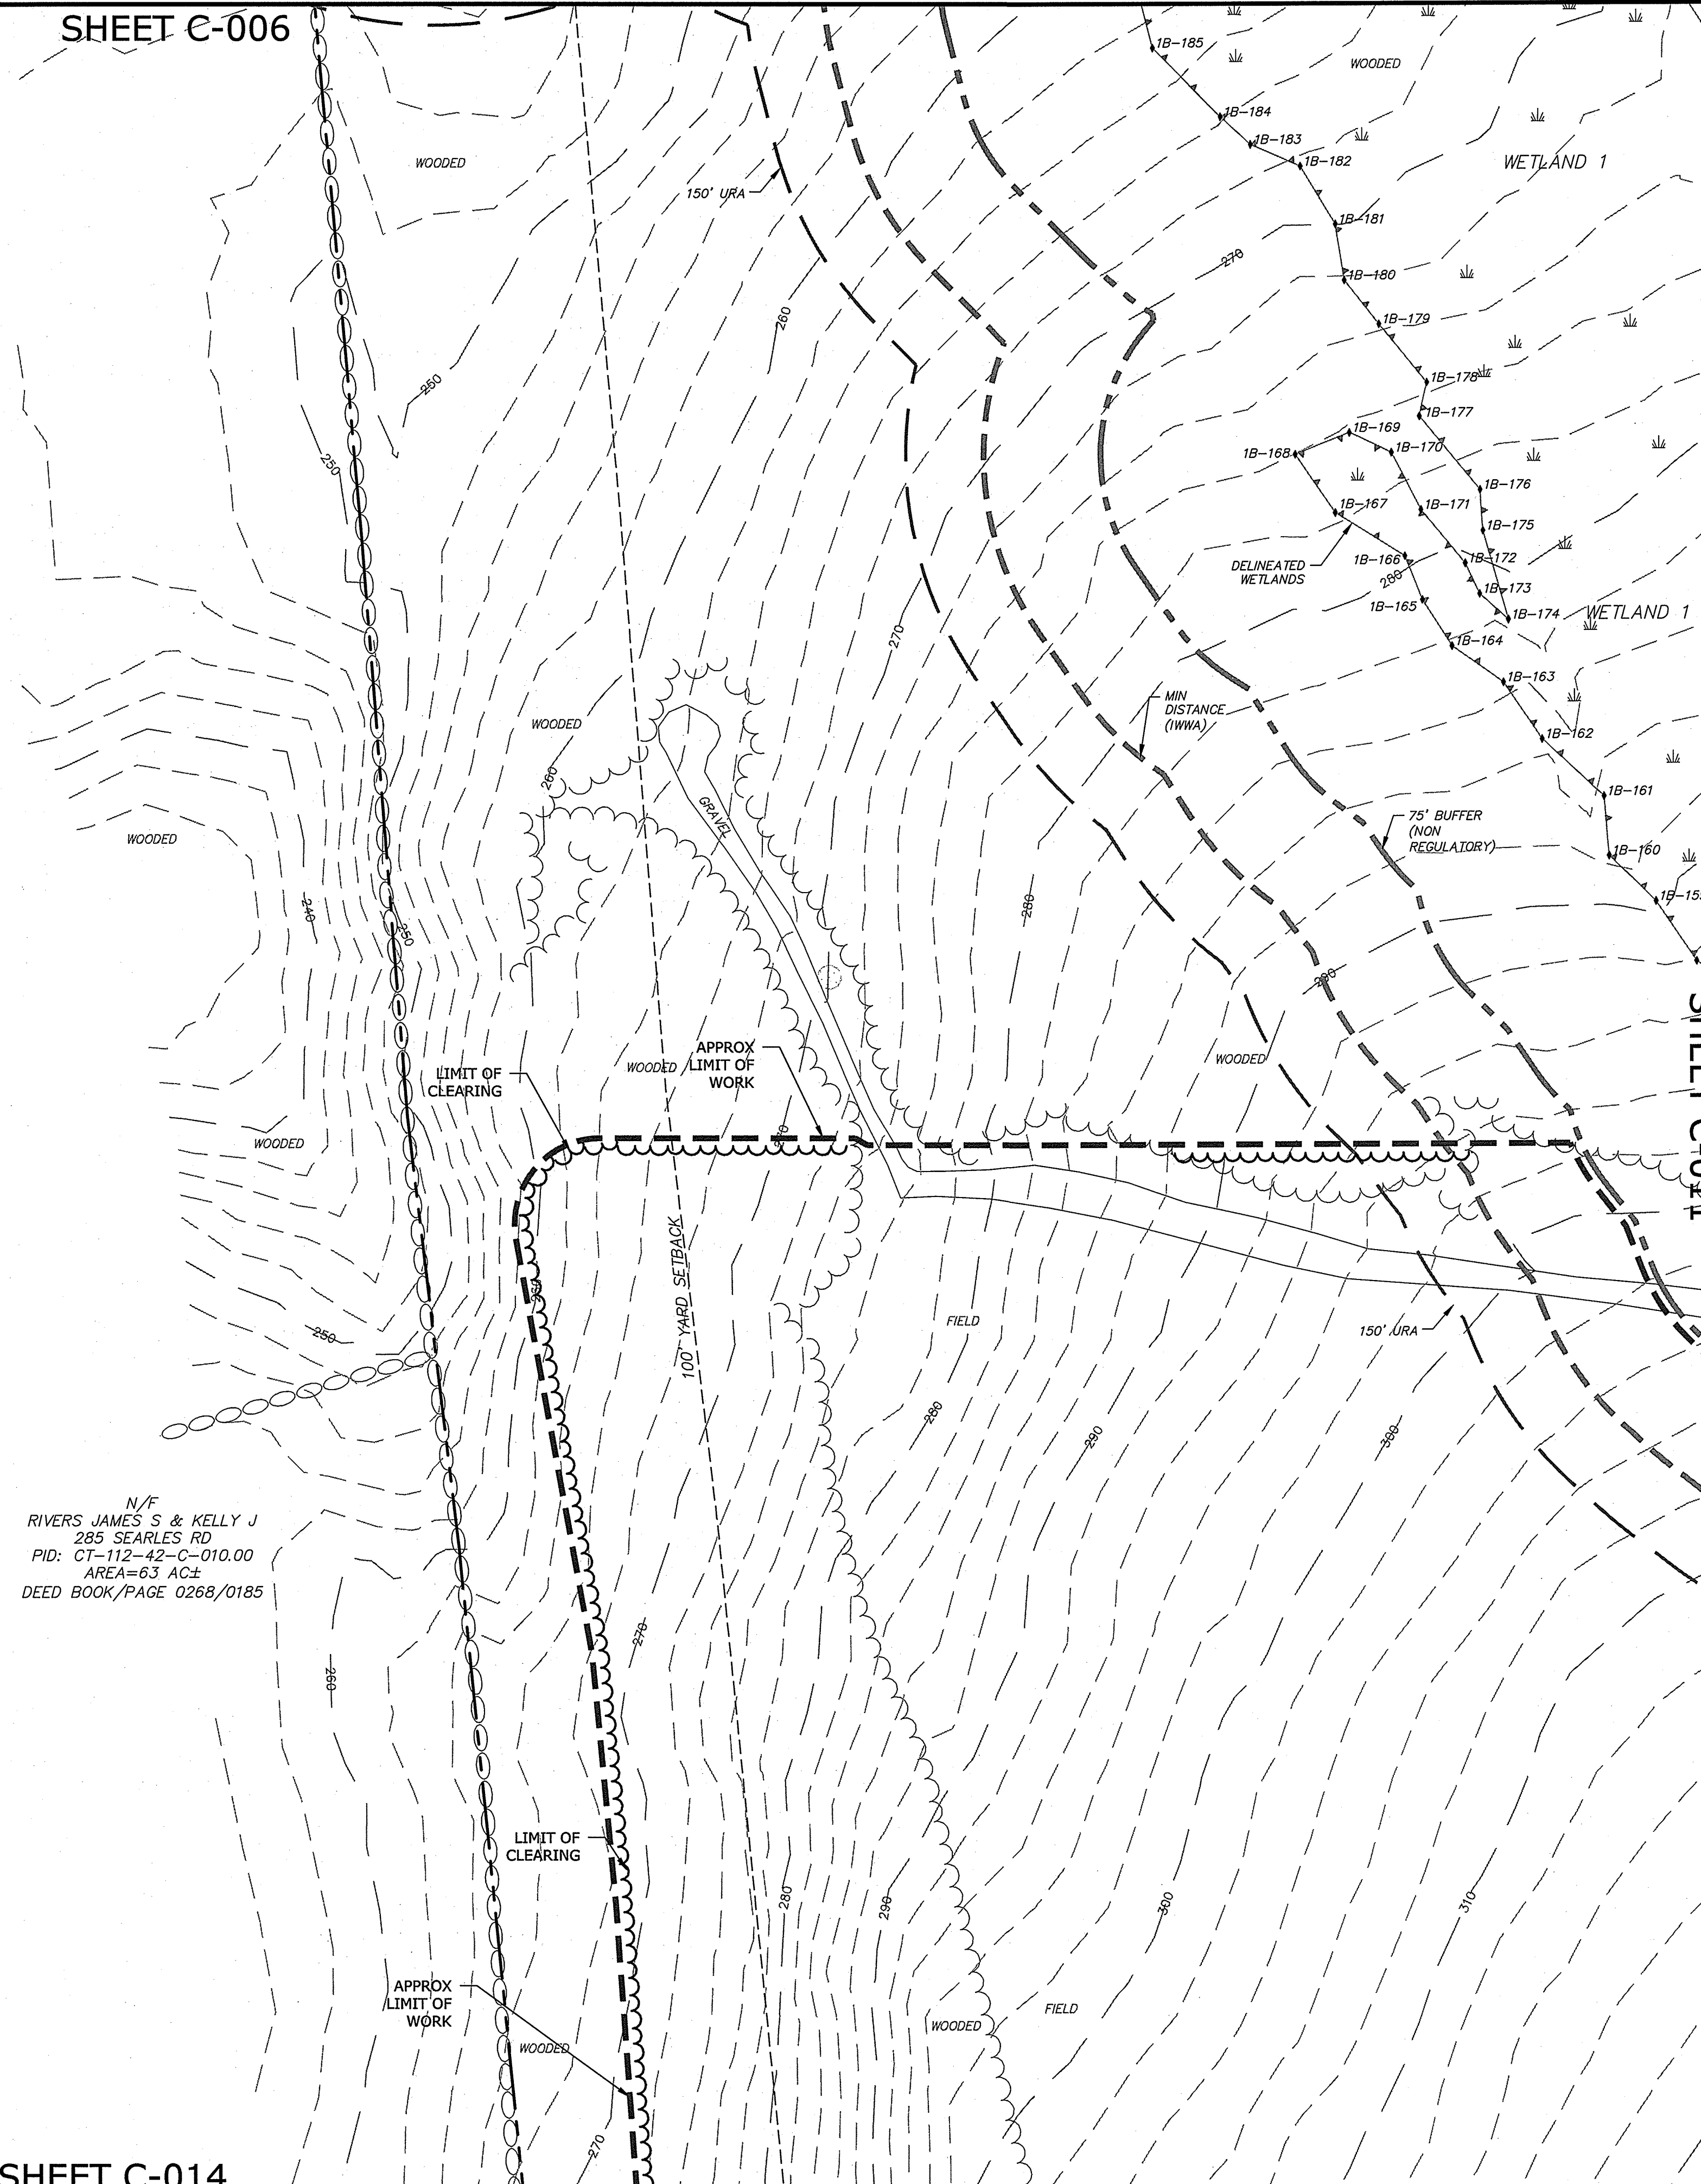 SHEET C-006
1B-185
WOODED
1B-184
1B-183
WOODED
1B-182
WETLAND 1
150' URA
1B-181
270
1B-180
260
1B-179
250
1B-178
1B-177
1B-169
250
1B-168
1B-170
1B-176
1B-167
1B-171
1B-175
DELINEATED
WETLANDS
1B-166
1B-172
280
1B-173
1B-165
1B-174
WETLAND 1
270
1B-164
1B-163
MIN
DISTANCE
(IWWA)
WOODED
1B-162
260
1B-161
GRAVEL
75' BUFFER
(NON
REGULATORY)
WOODED
1B-160
240
280
250
290
APPROX
LIMIT OF
WORK
WOODED
WOODED
LIMIT OF
CLEARING
260
WOODED
100' YARD SETBACK
260
FIELD
150' URA
250
280
290
300
N/F
RIVERS JAMES S & KELLY J
285 SEARLES RD
PID: CT-112-42-C-010.00
AREA=63 AC±
DEED BOOK/PAGE 0268/0185
270
260
LIMIT OF
CLEARING
280
290
300
310
APPROX
LIMIT OF
WORK
FIELD
WOODED
WOODED
270
SHEET C-014